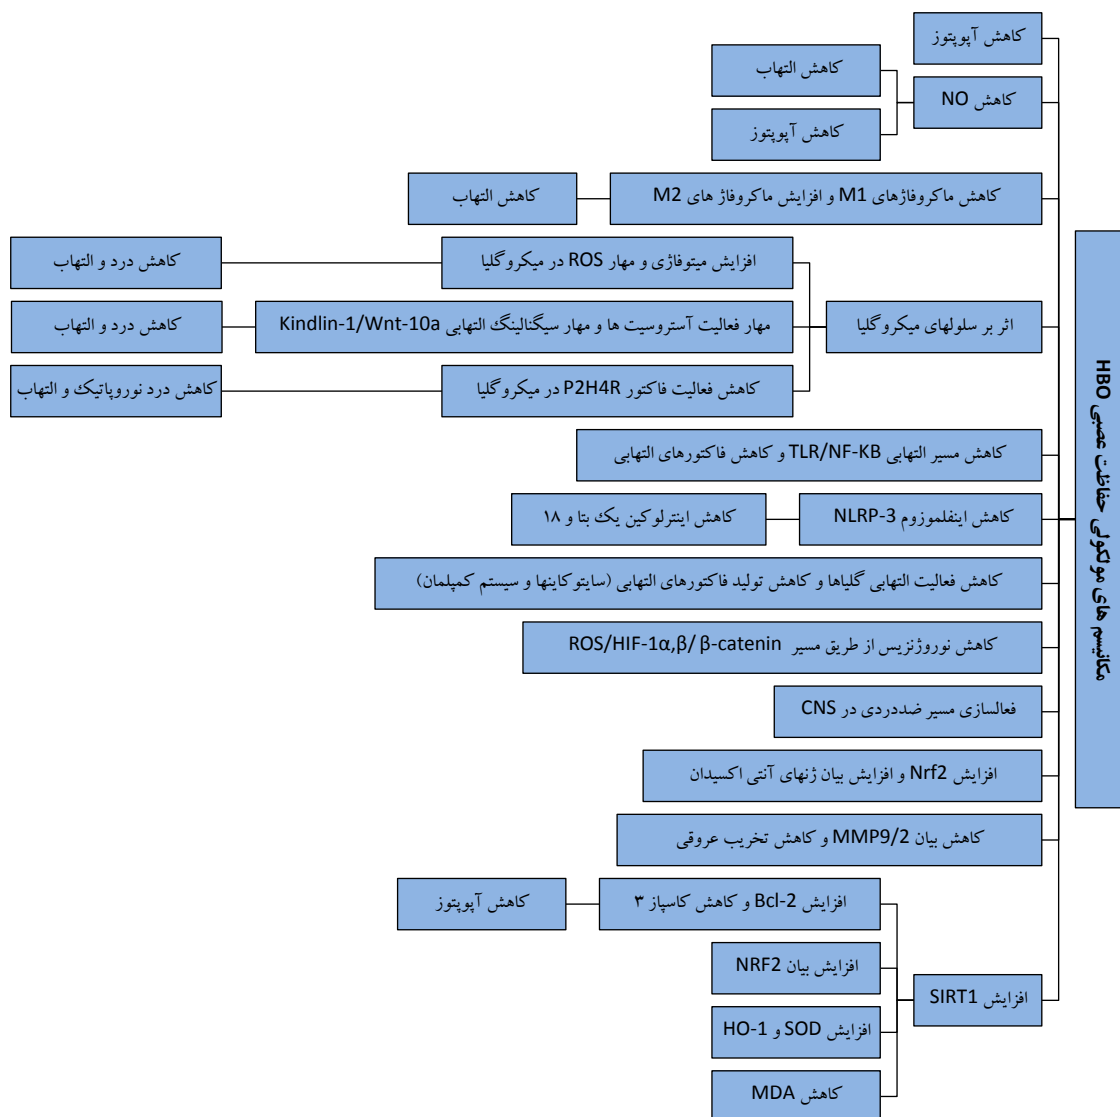 مکانیسم های مولکولی حفاظت عصبی HBO
کاهش آپوپتوز
کاهش NO
کاهش التهاب
کاهش آپوپتوز
کاهش ماکروفاژهای M1 و افزایش ماکروفاژ های M2
کاهش التهاب
اثر بر سلولهای میکروگلیا
افزایش میتوفاژی و مهار ROS در میکروگلیا
کاهش درد و التهاب
مهار فعالیت آستروسیت ها و مهار سیگنالینگ التهابی Kindlin-1/Wnt-10a
کاهش درد و التهاب
کاهش فعالیت فاکتور P2H4R در میکروگلیا
کاهش درد نوروپاتیک و التهاب
کاهش مسیر التهابی TLR/NF-KB و کاهش فاکتورهای التهابی
کاهش اینفلموزوم NLRP-3
کاهش اینترلوکین یک بتا و ۱۸
کاهش فعالیت التهابی گلیاها و کاهش تولید فاکتورهای التهابی (سایتوکاینها و سیستم کمپلمان)
کاهش نوروژنزیس از طریق مسیر ROS/HIF-1α,β/ β-catenin
فعالسازی مسیر ضددردی در CNS
افزایش Nrf2 و افزایش بیان ژنهای آنتی اکسیدان
کاهش بیان MMP9/2 و کاهش تخریب عروقی
افزایش SIRT1
افزایش Bcl-2 و کاهش کاسپاز ۳
کاهش آپوپتوز
افزایش بیان NRF2
افزایش SOD و HO-1
کاهش MDA